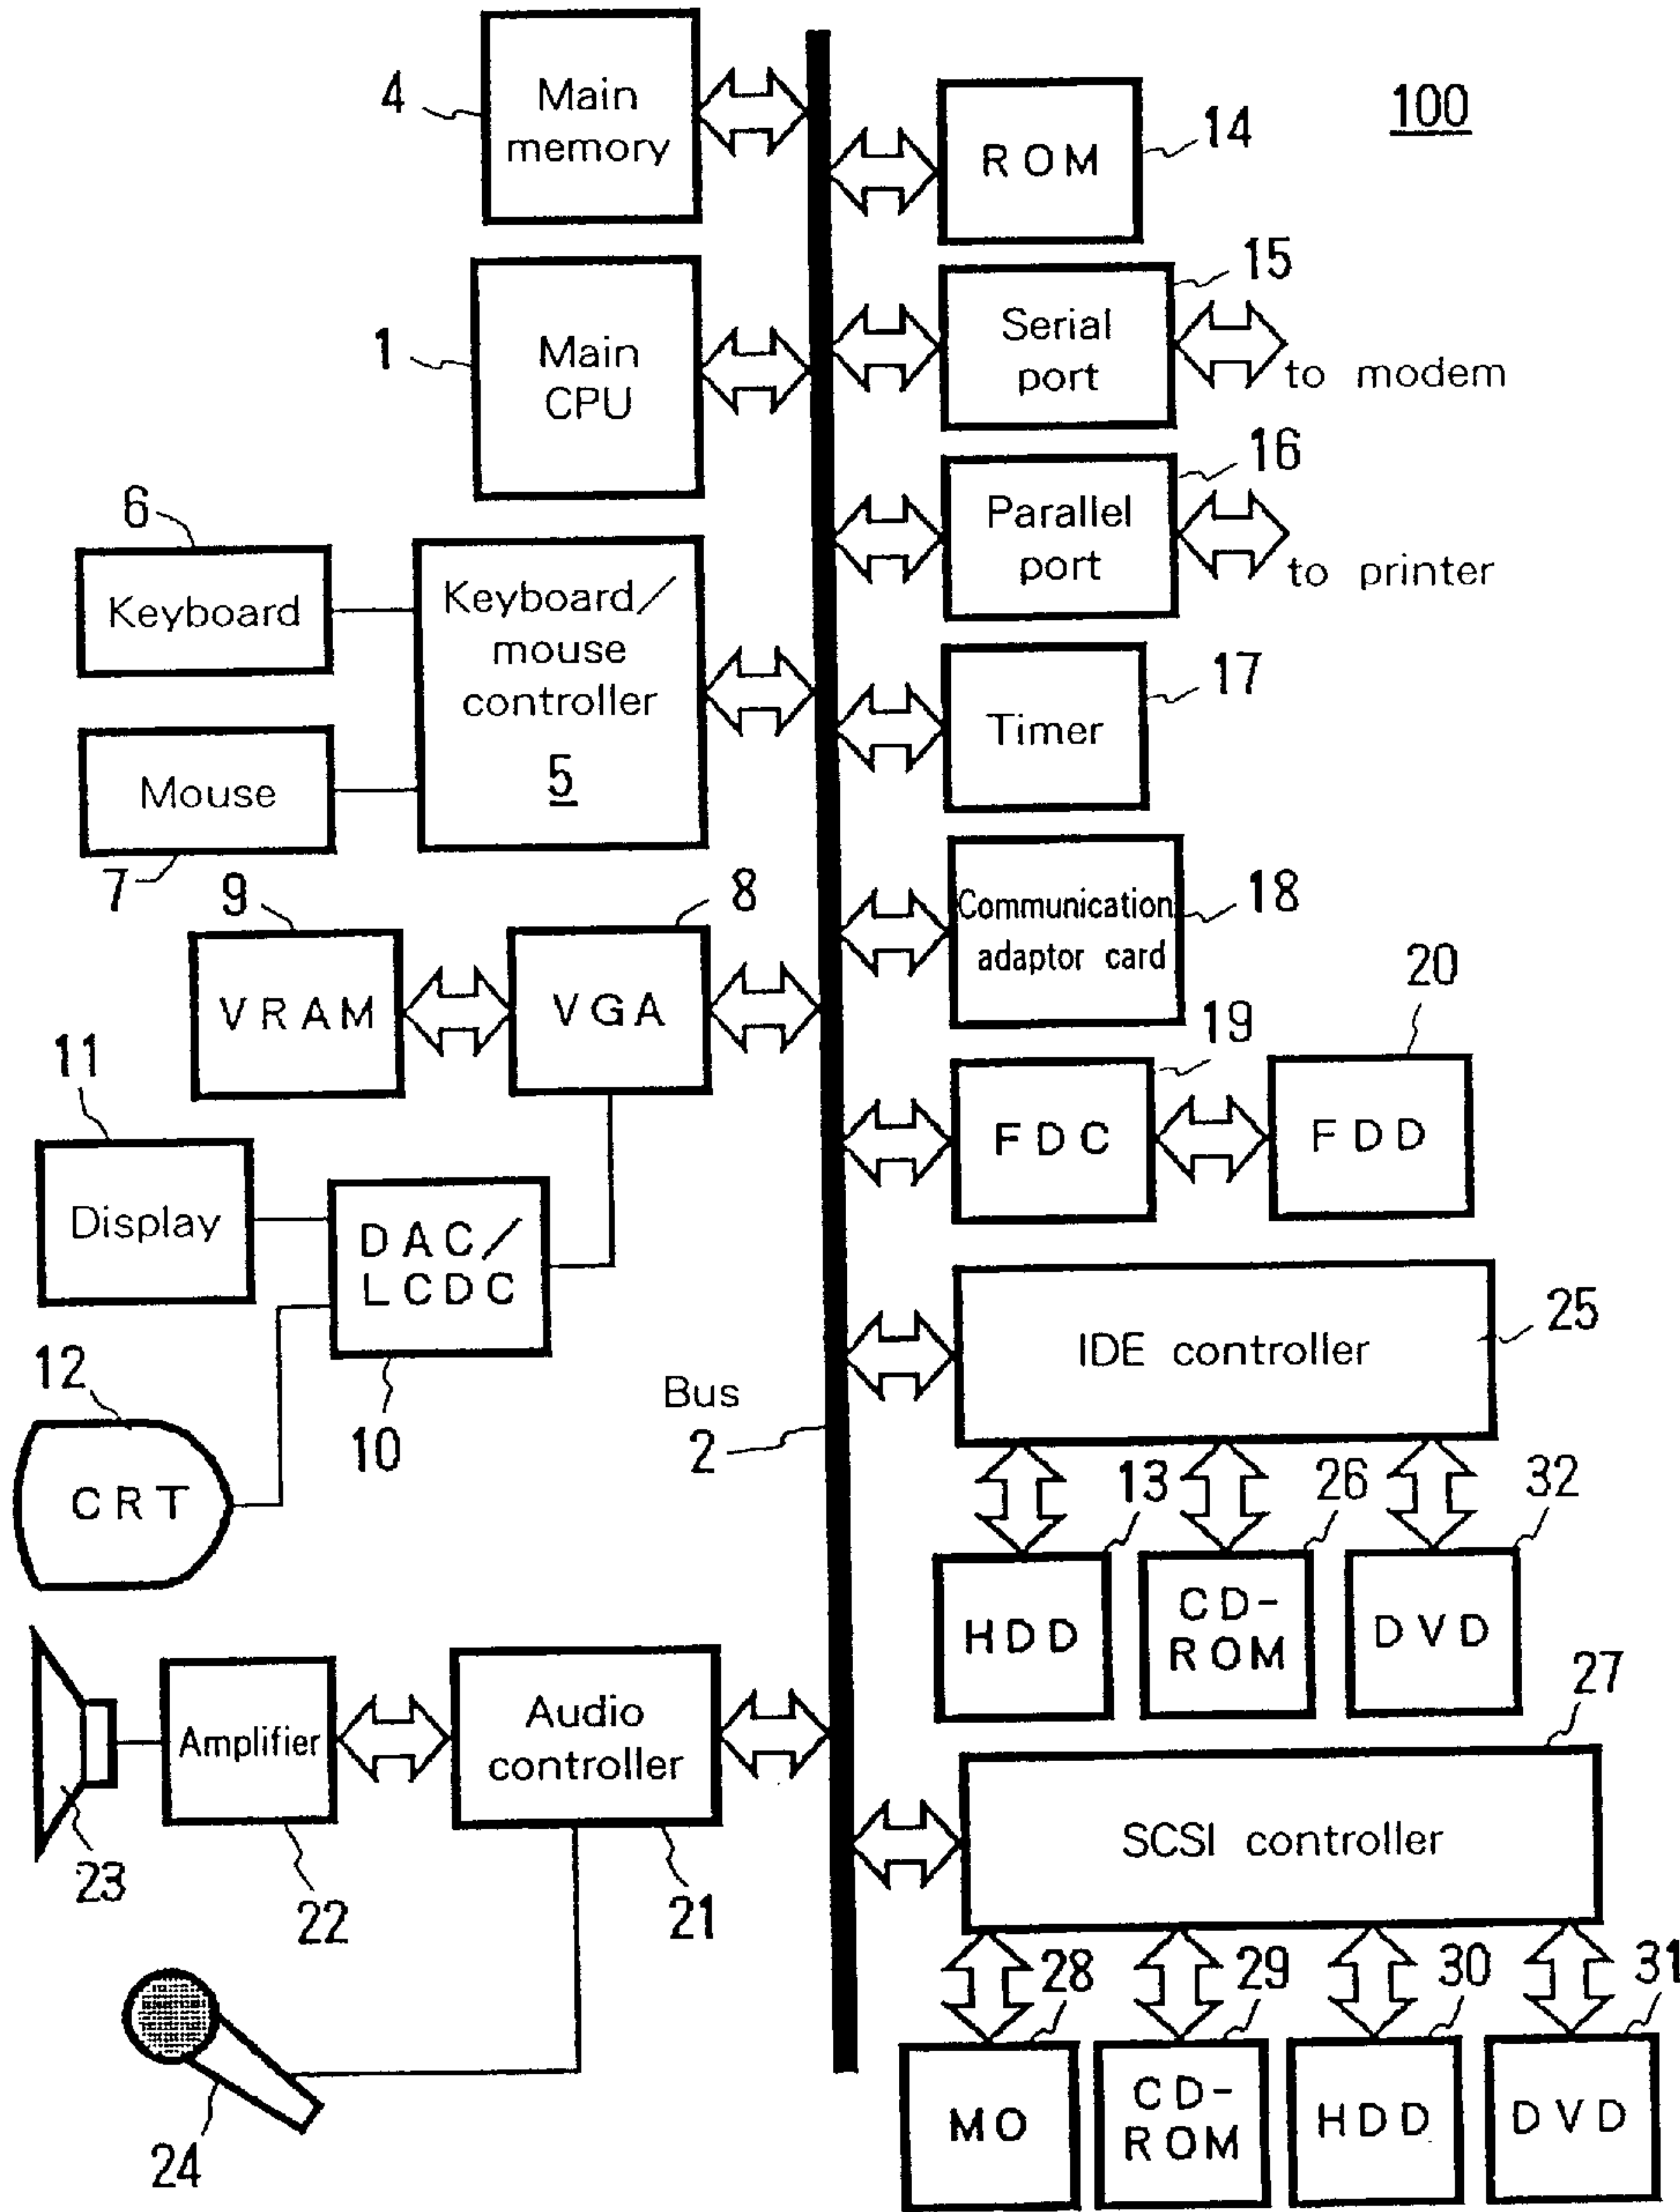 100
4
Main
memory
14
ROM
1
Main
CPU
15
Serial
port
to modem
16
Parallel
port
to printer
6
Keyboard
Keyboard/
mouse
controller
5
Mouse
7
17
Timer
18
Communication
adaptor card
9
VRAM
8
VGA
19
FDC
20
FDD
11
Display
DAC/
LCDC
10
12
CRT
Bus
2
IDE controller
25
13
HDD
26
CD-
ROM
32
DVD
23
Amplifier
22
Audio
controller
21
24
27
SCSI controller
28
MO
29
CD-
ROM
30
HDD
31
DVD